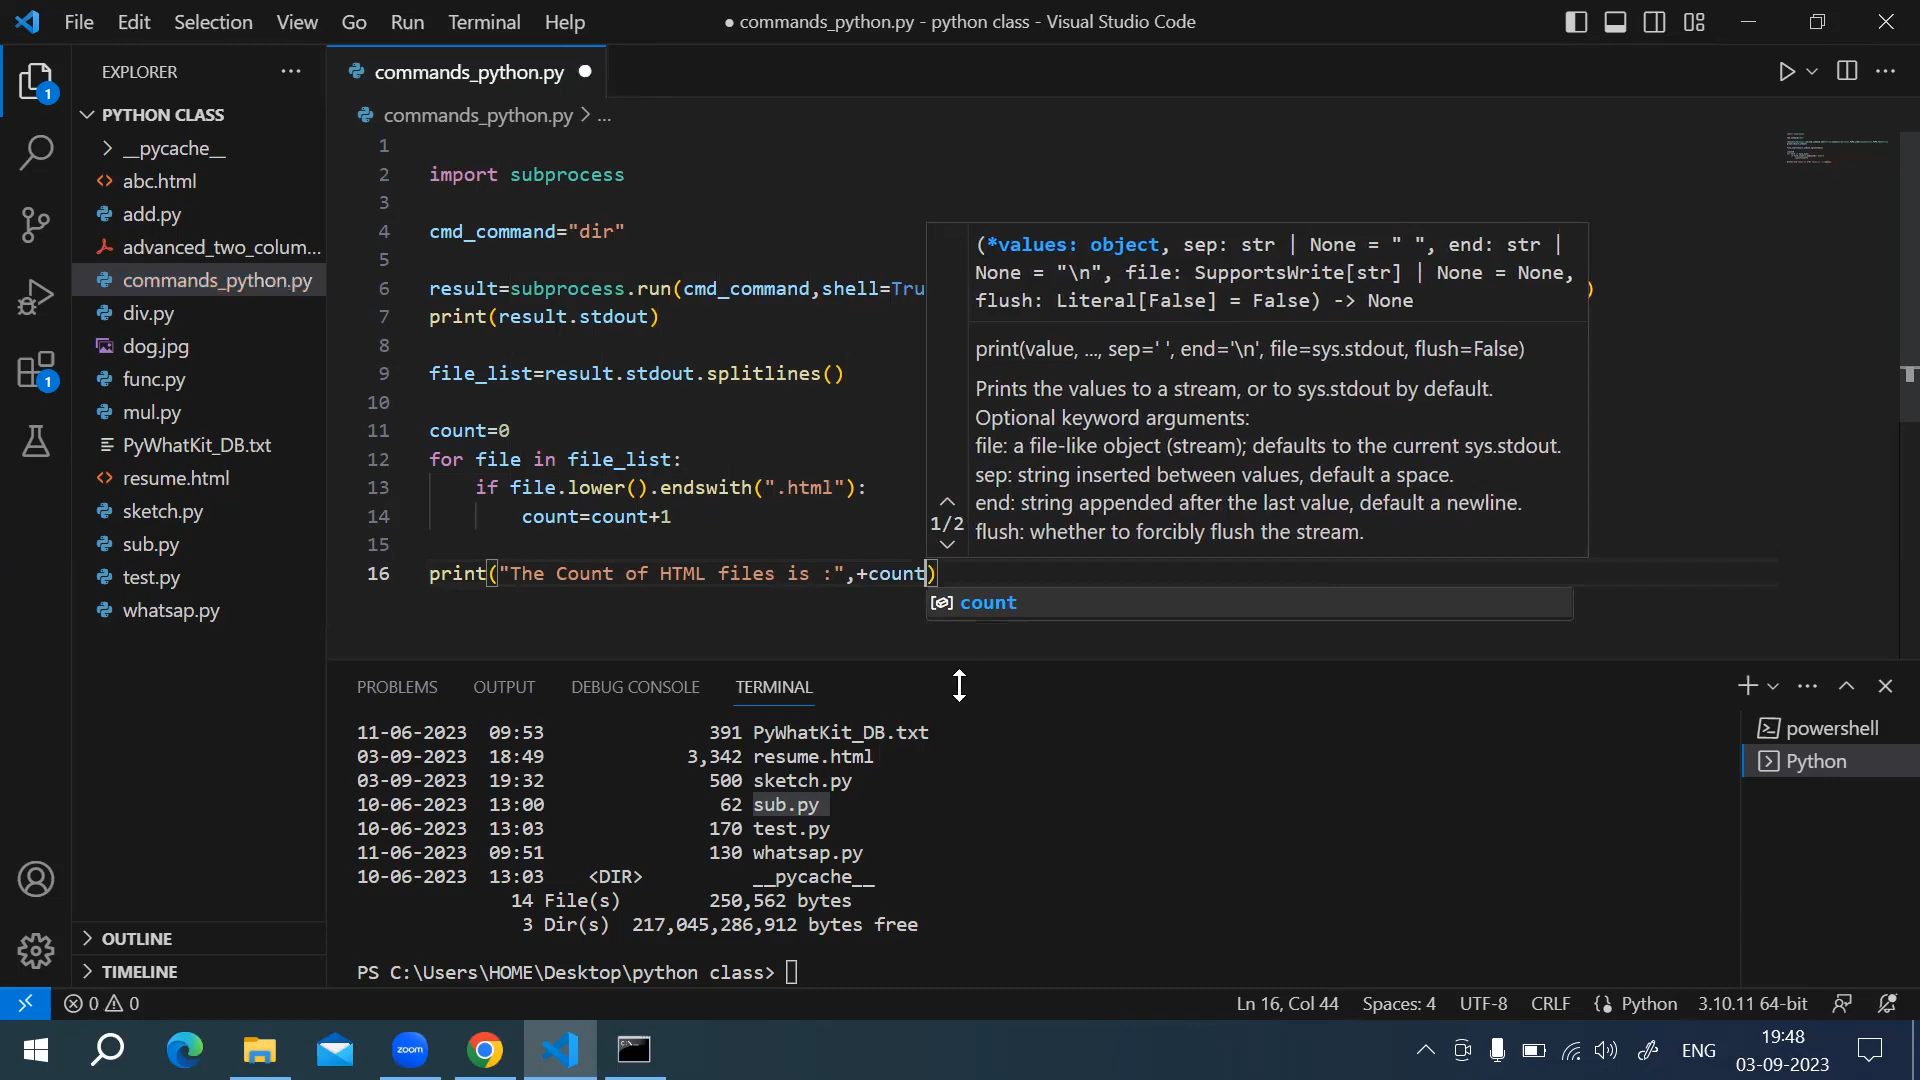 File Edit Selection View Go Run Terminal Help
● commands_python.py - python class - Visual Studio Code
EXPLORER
PYTHON CLASS
__pycache__
abc.html
add.py
advanced_two_colum...
commands_python.py
div.py
dog.jpg
func.py
mul.py
PyWhatKit_DB.txt
resume.html
sketch.py
sub.py
test.py
whatsap.py
OUTLINE
TIMELINE
1
1
commands_python.py
commands_python.py > ...
1
2 import subprocess
3
4 cmd_command="dir"
5
6 result=subprocess.run(cmd_command,shell=Tru )
7 print(result.stdout)
8
9 file_list=result.stdout.splitlines()
10
11 count=0
12 for file in file_list:
13 if file.lower().endswith(".html"):
14 count=count+1
15
16 print("The Count of HTML files is :",+count)
(*values: object, sep: str | None = " ", end: str |
None = "\n", file: SupportsWrite[str] | None = None,
flush: Literal[False] = False) -> None
print(value, ..., sep=' ', end='\n', file=sys.stdout, flush=False)
Prints the values to a stream, or to sys.stdout by default.
Optional keyword arguments:
file: a file-like object (stream); defaults to the current sys.stdout.
sep: string inserted between values, default a space.
end: string appended after the last value, default a newline.
flush: whether to forcibly flush the stream.
1/2
count
PROBLEMS OUTPUT DEBUG CONSOLE TERMINAL
11-06-2023 09:53 391 PyWhatKit_DB.txt
03-09-2023 18:49 3,342 resume.html
03-09-2023 19:32 500 sketch.py
10-06-2023 13:00 62 sub.py
10-06-2023 13:03 170 test.py
11-06-2023 09:51 130 whatsap.py
10-06-2023 13:03 <DIR> __pycache__
14 File(s) 250,562 bytes
3 Dir(s) 217,045,286,912 bytes free
PS C:\Users\HOME\Desktop\python class>
powershell
Python
0 0
Ln 16, Col 44 Spaces: 4 UTF-8 CRLF Python 3.10.11 64-bit
zoom
ENG
19:48
03-09-2023